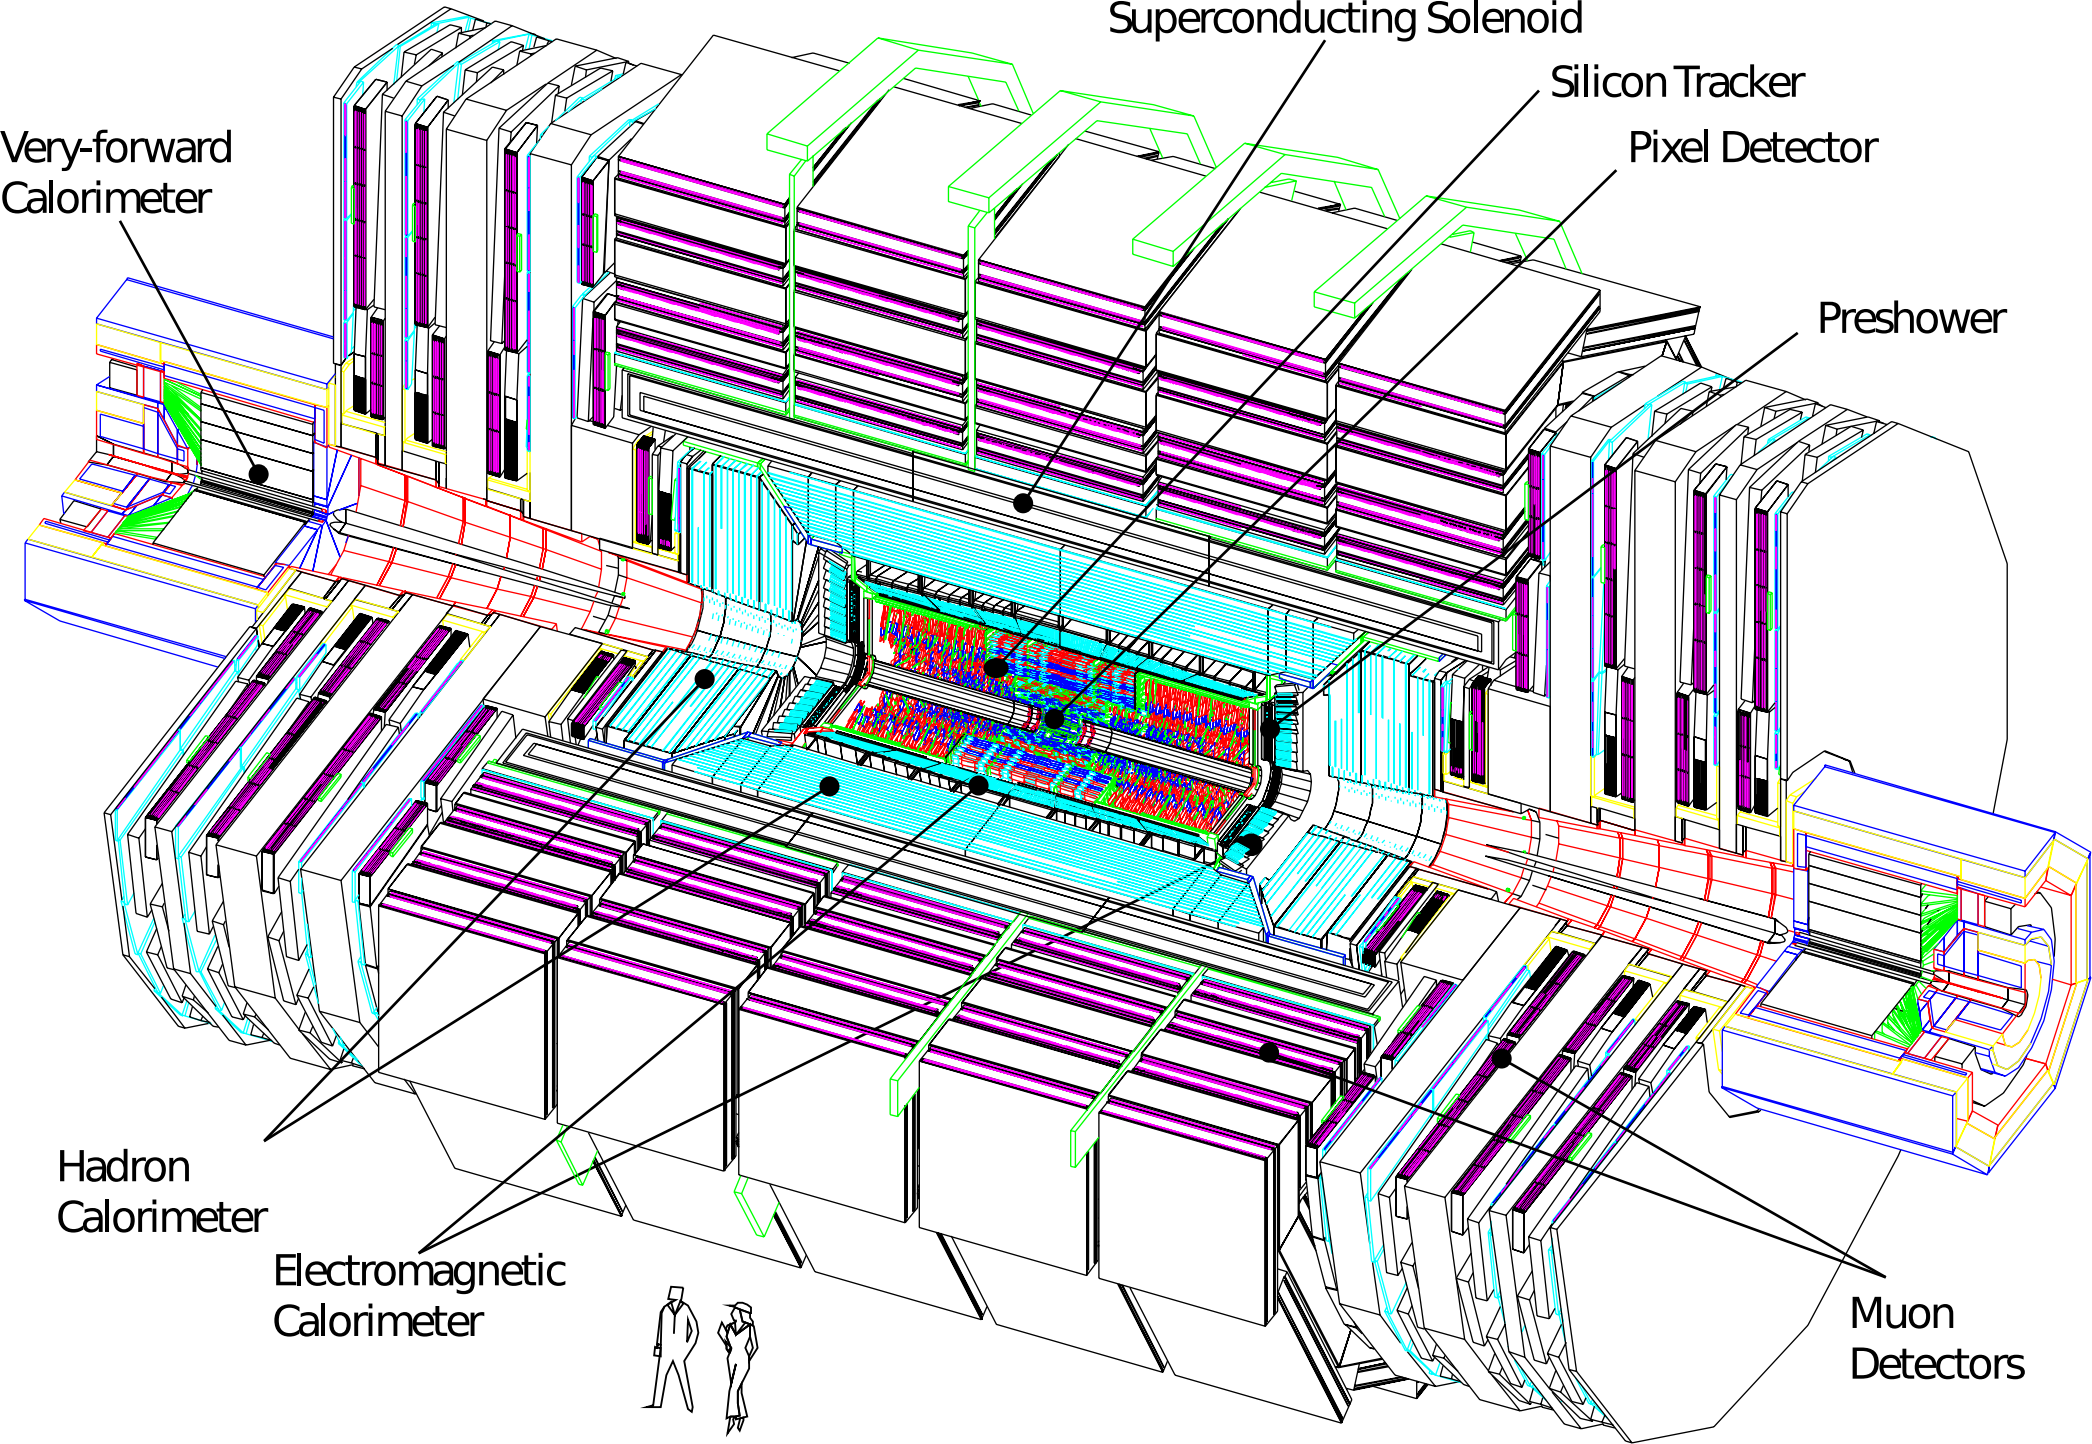 Superconducting Solenoid
Silicon Tracker
Pixel Detector
Very-forward
Calorimeter
Preshower
Hadron
Calorimeter
Electromagnetic
Calorimeter
Muon
Detectors